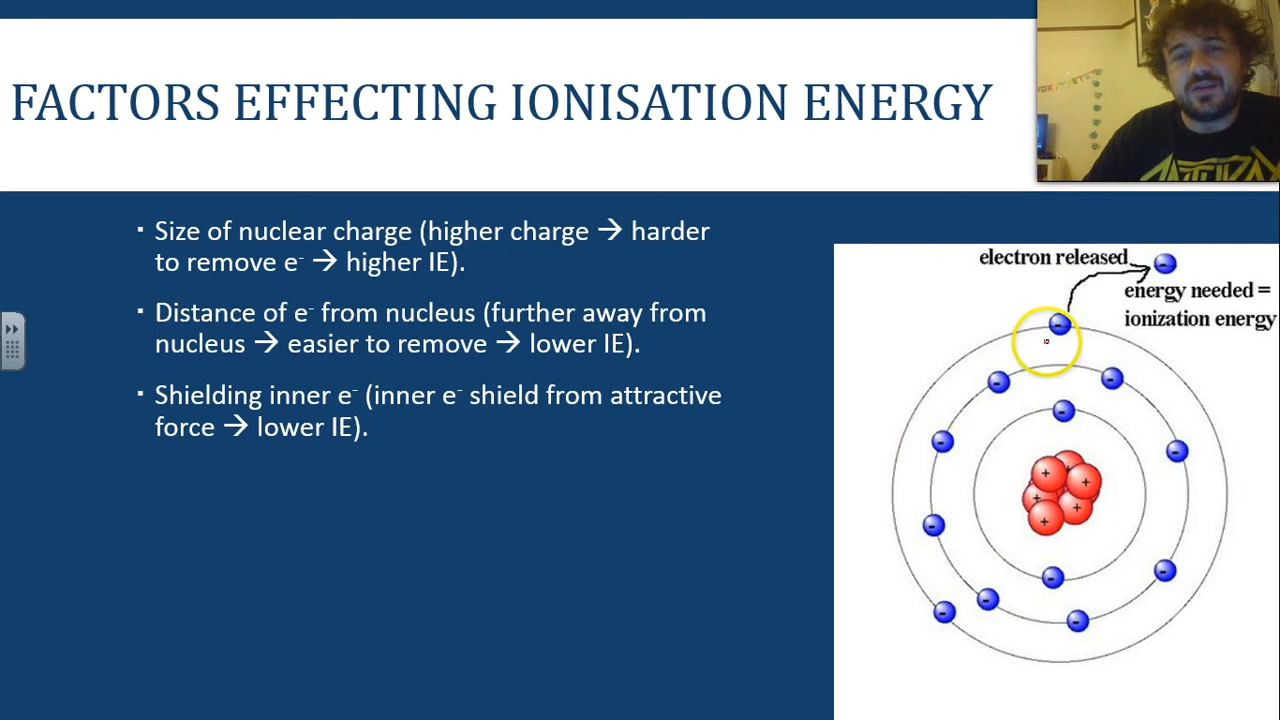 FACTORS EFFECTING IONISATION ENERGY
▪ Size of nuclear charge (higher charge → harder
to remove e⁻ → higher IE).
▪ Distance of e⁻ from nucleus (further away from
nucleus → easier to remove → lower IE).
▪ Shielding inner e⁻ (inner e⁻ shield from attractive
force → lower IE).
electron released
energy needed =
ionization energy